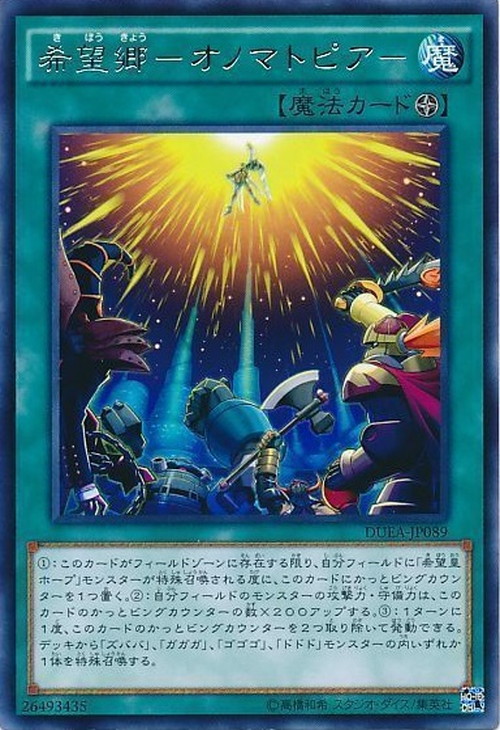 希望郷－オノマトピア－
魔
【魔法カード】
DUEA-JP089
①：このカードがフィールドゾーンに存在する限り、自分フィールドに「希望皇
ホープ」モンスターが特殊召喚される度に、このカードにかっとビングカウンタ
ーを１つ置く。②：自分フィールドのモンスターの攻撃力・守備力は、このカード
のかっとビングカウンターの数×２００アップする。③：１ターンに
１度、このカードのかっとビングカウンターを２つ取り除いて発動できる。
デッキから「ズババ」、「ガガガ」、「ゴゴゴ」、「ドドド」モンスターの内いずれか
１体を特殊召喚する。
26493435
©高橋和希 スタジオ・ダイス/集英社